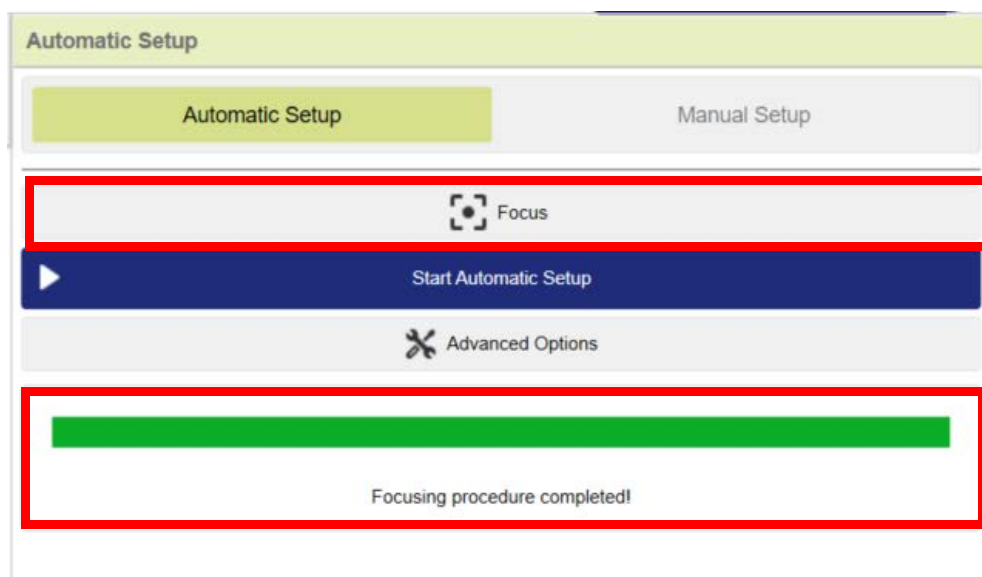 Automatic Setup
Automatic Setup Manual Setup
Focus
Start Automatic Setup
Advanced Options
Focusing procedure completed!